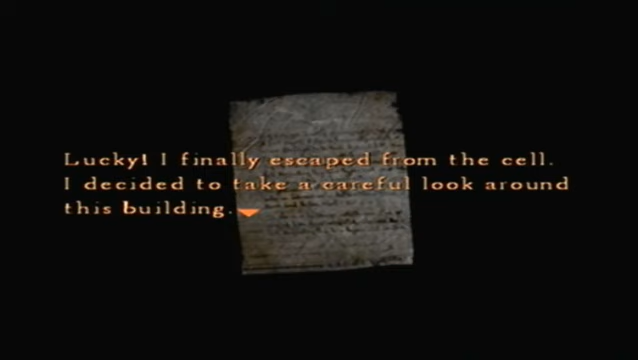 Lucky! I finally escaped from the cell.
I decided to take a careful look around
this building.